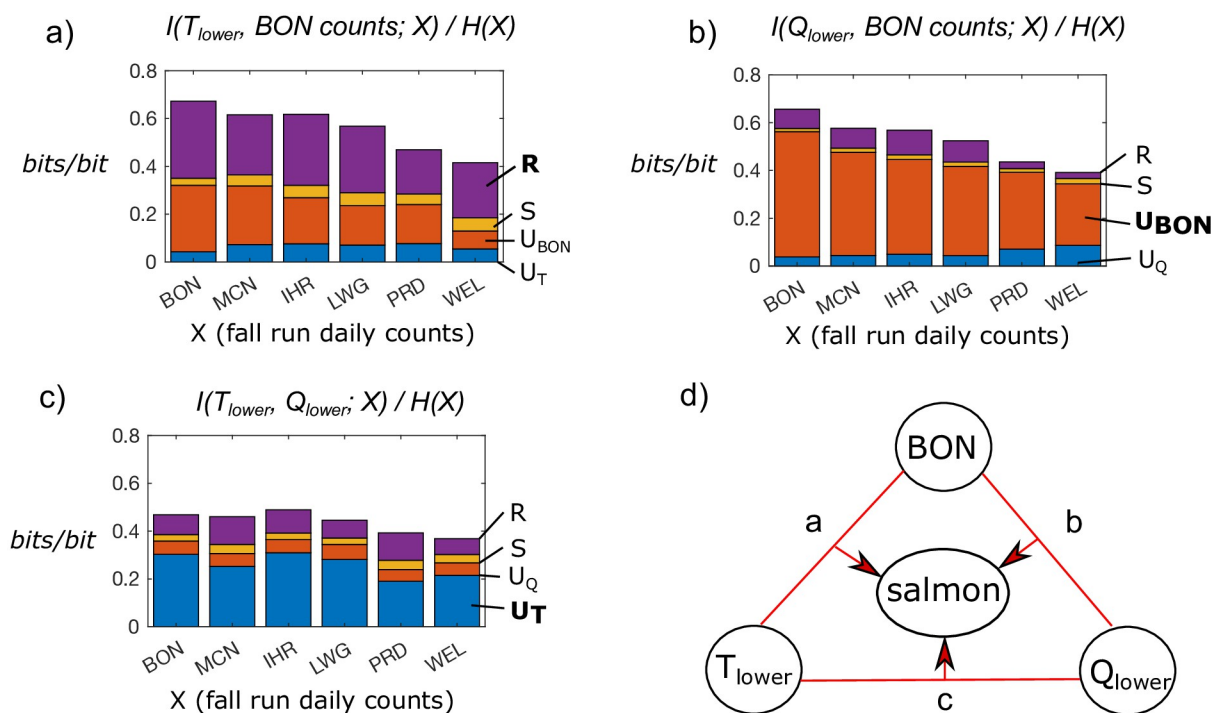 a)
I(T_lower, BON counts; X) / H(X)
0.8
0.6
0.4
0.2
0
bits/bit
R
S
U_BON
U_T
BON MCN IHR LWG PRD WEL
X (fall run daily counts)
b)
I(Q_lower, BON counts; X) / H(X)
0.8
0.6
0.4
0.2
0
bits/bit
R
S
U_BON
U_Q
BON MCN IHR LWG PRD WEL
X (fall run daily counts)
c)
I(T_lower, Q_lower; X) / H(X)
0.8
0.6
0.4
0.2
0
bits/bit
R
S
U_Q
U_T
BON MCN IHR LWG PRD WEL
X (fall run daily counts)
d)
BON
a
b
salmon
T_lower
Q_lower
c